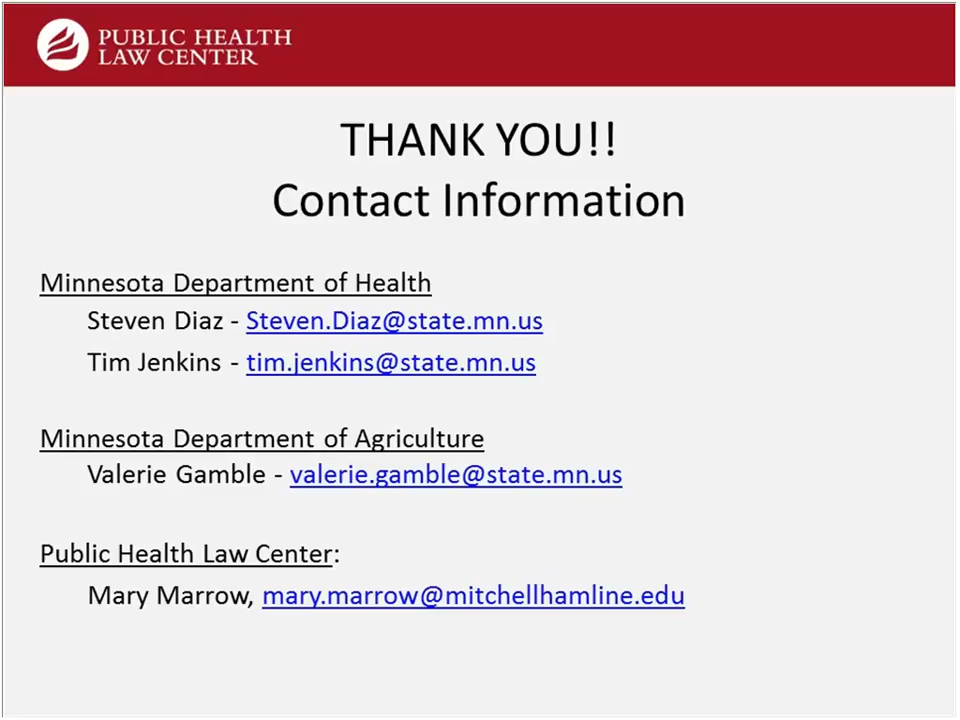 PUBLIC HEALTH
LAW CENTER
THANK YOU!!
Contact Information
Minnesota Department of Health
Steven Diaz - Steven.Diaz@state.mn.us
Tim Jenkins - tim.jenkins@state.mn.us
Minnesota Department of Agriculture
Valerie Gamble - valerie.gamble@state.mn.us
Public Health Law Center:
Mary Marrow, mary.marrow@mitchellhamline.edu